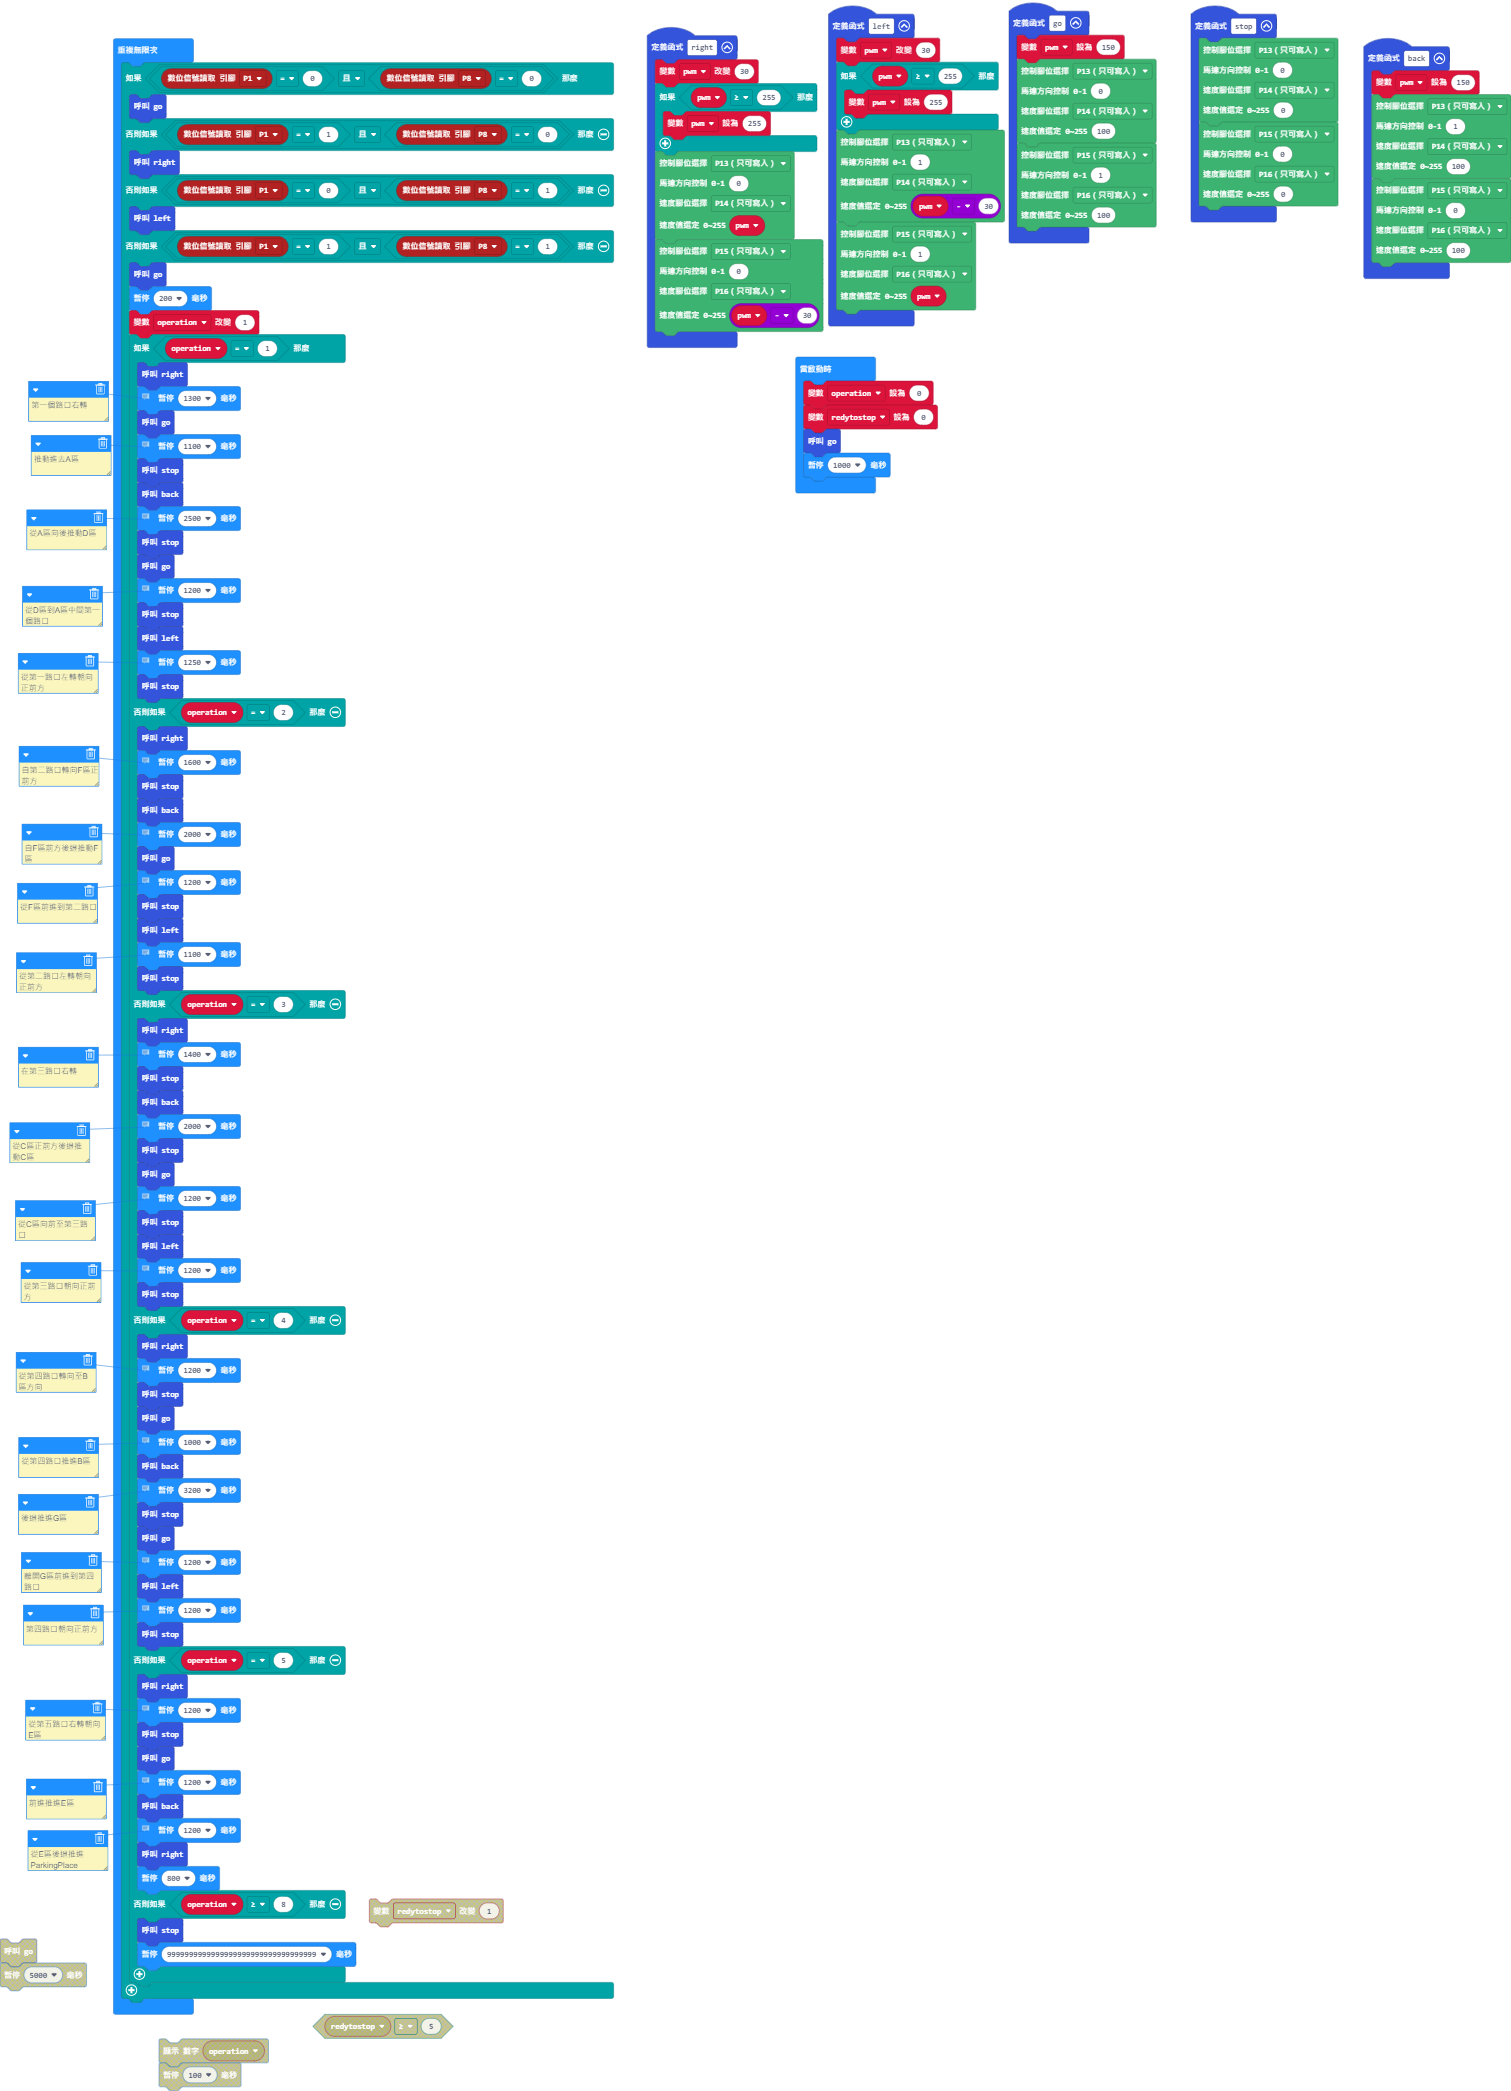 重複無限次
如果 數位信號讀取 引腳 P1 = 0 且 數位信號讀取 引腳 P8 = 0 那麼
呼叫 go
否則如果 數位信號讀取 引腳 P1 = 1 且 數位信號讀取 引腳 P8 = 0 那麼
呼叫 right
否則如果 數位信號讀取 引腳 P1 = 0 且 數位信號讀取 引腳 P8 = 1 那麼
呼叫 left
否則如果 數位信號讀取 引腳 P1 = 1 且 數位信號讀取 引腳 P8 = 1 那麼
呼叫 go
暫停 200 毫秒
變數 operation 改變 1
如果 operation = 1 那麼
呼叫 right
暫停 1300 毫秒
呼叫 go
暫停 1100 毫秒
呼叫 stop
呼叫 back
暫停 2500 毫秒
呼叫 stop
呼叫 go
暫停 1200 毫秒
呼叫 stop
呼叫 left
暫停 1250 毫秒
呼叫 stop
否則如果 operation = 2 那麼
呼叫 right
暫停 1600 毫秒
呼叫 stop
呼叫 back
暫停 2000 毫秒
呼叫 go
暫停 1200 毫秒
呼叫 stop
呼叫 left
暫停 1100 毫秒
呼叫 stop
否則如果 operation = 3 那麼
呼叫 right
暫停 1400 毫秒
呼叫 stop
呼叫 back
暫停 2000 毫秒
呼叫 stop
呼叫 go
暫停 1200 毫秒
呼叫 stop
呼叫 left
暫停 1200 毫秒
呼叫 stop
否則如果 operation = 4 那麼
呼叫 right
暫停 1200 毫秒
呼叫 stop
呼叫 go
暫停 1000 毫秒
呼叫 back
暫停 3200 毫秒
呼叫 stop
呼叫 go
暫停 1200 毫秒
呼叫 left
暫停 1200 毫秒
呼叫 stop
否則如果 operation = 5 那麼
呼叫 right
暫停 1200 毫秒
呼叫 stop
呼叫 go
暫停 1200 毫秒
呼叫 back
暫停 1200 毫秒
呼叫 right
暫停 800 毫秒
否則如果 operation ≥ 8 那麼
呼叫 stop
暫停 毫秒
第一個路口右轉
推動進去A區
從A區向後推動D區
從D區到A區中間第一
個路口
從第一路口左轉朝向
正前方
自第二路口轉向F區正
前方
自F區前方後退推動F
區
從F區前進到第二路口
從第二路口左轉朝向
正前方
在第三路口右轉
從C區正前方後退推
動C區
從C區向前至第三路
口
從第三路口朝向正前
方
從第四路口轉向至B
區方向
從第四路口推進B區
後退推進G區
離開G區前進到第四
路口
第四路口朝向正前方
從第五路口右轉朝向
E區
前進推進E區
從E區後退推進
ParkingPlace
呼叫 go
暫停 5000 毫秒
變數 redytostop 改變 1
redytostop ≥ 5
顯示 數字 operation
暫停 100 毫秒
定義函式 right
變數 pwm 改變 30
如果 pwm ≥ 255 那麼
變數 pwm 設為 255
控制腳位選擇 P13 ( 只可寫入 )
馬達方向控制 0-1 0
速度腳位選擇 P14 ( 只可寫入 )
速度值選定 0~255 pwm
控制腳位選擇 P15 ( 只可寫入 )
馬達方向控制 0-1 0
速度腳位選擇 P16 ( 只可寫入 )
速度值選定 0~255 pwm - 30
定義函式 left
變數 pwm 改變 30
如果 pwm ≥ 255 那麼
變數 pwm 設為 255
控制腳位選擇 P13 ( 只可寫入 )
馬達方向控制 0-1 1
速度腳位選擇 P14 ( 只可寫入 )
速度值選定 0~255 pwm - 30
控制腳位選擇 P15 ( 只可寫入 )
馬達方向控制 0-1 1
速度腳位選擇 P16 ( 只可寫入 )
速度值選定 0~255 pwm
定義函式 go
變數 pwm 設為 150
控制腳位選擇 P13 ( 只可寫入 )
馬達方向控制 0-1 0
速度腳位選擇 P14 ( 只可寫入 )
速度值選定 0~255 100
控制腳位選擇 P15 ( 只可寫入 )
馬達方向控制 0-1 1
速度腳位選擇 P16 ( 只可寫入 )
速度值選定 0~255 100
定義函式 stop
控制腳位選擇 P13 ( 只可寫入 )
馬達方向控制 0-1 0
速度腳位選擇 P14 ( 只可寫入 )
速度值選定 0~255 0
控制腳位選擇 P15 ( 只可寫入 )
馬達方向控制 0-1 0
速度腳位選擇 P16 ( 只可寫入 )
速度值選定 0~255 0
定義函式 back
變數 pwm 設為 150
控制腳位選擇 P13 ( 只可寫入 )
馬達方向控制 0-1 1
速度腳位選擇 P14 ( 只可寫入 )
速度值選定 0~255 100
控制腳位選擇 P15 ( 只可寫入 )
馬達方向控制 0-1 0
速度腳位選擇 P16 ( 只可寫入 )
速度值選定 0~255 100
當啟動時
變數 operation 設為 0
變數 redytostop 設為 0
呼叫 go
暫停 1000 毫秒